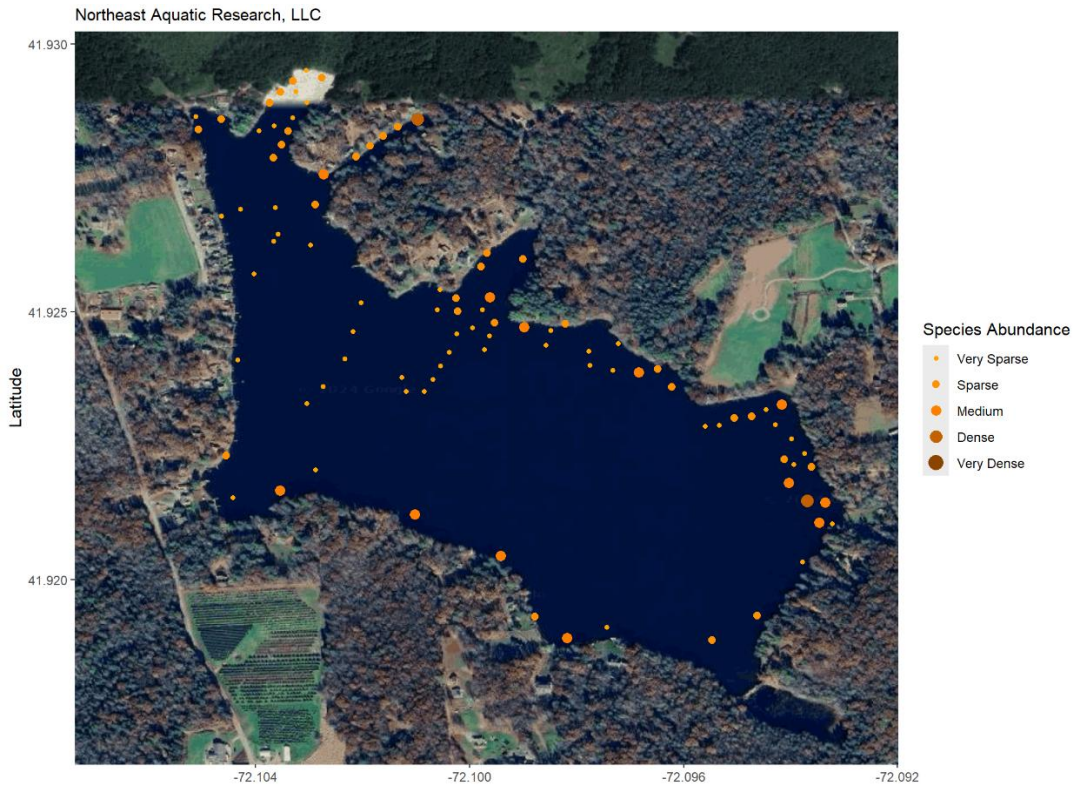 Northeast Aquatic Research, LLC
41.930
41.925
41.920
Latitude
-72.104
-72.100
-72.096
-72.092
Species Abundance
Very Sparse
Sparse
Medium
Dense
Very Dense